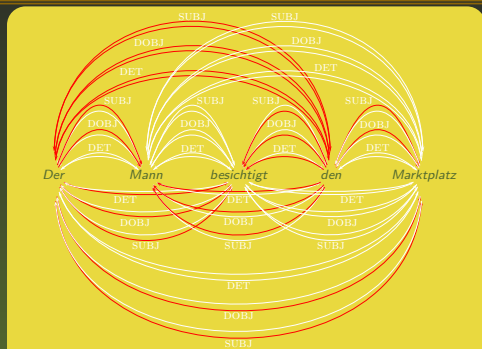 SUBJ SUBJ
DOBJ DOBJ
DET DET
SUBJ SUBJ SUBJ SUBJ
DOBJ DOBJ DOBJ DOBJ
DET DET DET DET
Der Mann besichtigt den Marktplatz
DET DET DET
DOBJ DOBJ DOBJ
SUBJ SUBJ SUBJ
DET
DOBJ
SUBJ